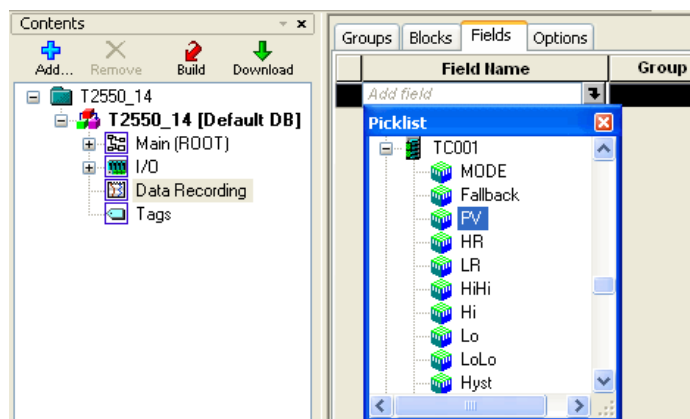 Contents
Add... Remove Build Download
T2550_14
T2550_14 [Default DB]
Main (ROOT)
I/O
Data Recording
Tags
Groups Blocks Fields Options
Field Name Group
Add field
Picklist
TC001
MODE
Fallback
PV
HR
LR
HiHi
Hi
Lo
LoLo
Hyst